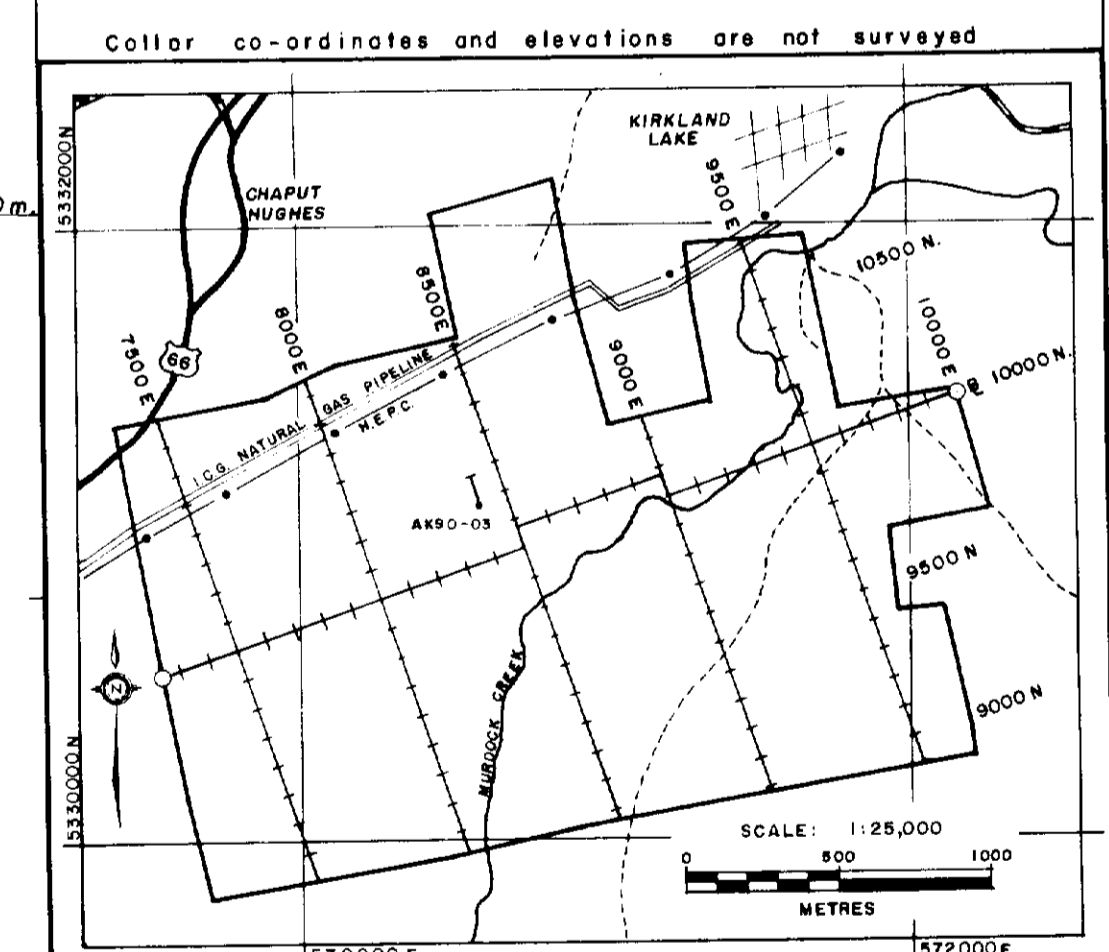 Collar co-ordinates and elevations are not surveyed
KIRKLAND
LAKE
5332000N
CHAPUT
HUGHES
9500E
10500 N.
8500E
8000E
7500E
66
10000E
10000 N.
9000E
I.C.G. NATURAL GAS PIPELINE
H.E.P.C.
AK90-03
9500 N
MURDOCK CREEK
N
9000 N
5330000N
SCALE: 1:25,000
0 500 1000
METRES
572000E